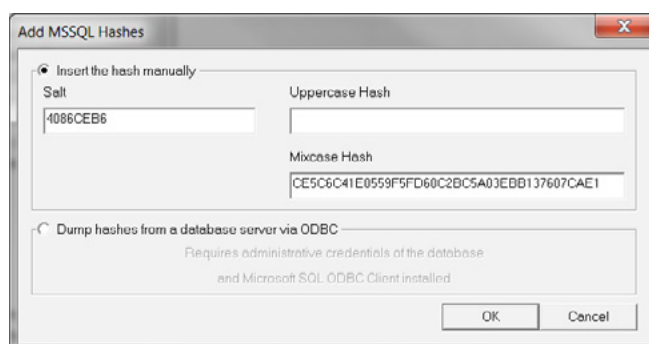 Add MSSQL Hashes
Insert the hash manually
Salt
Uppercase Hash
4086CEB6
Mixcase Hash
CE5C6C41E0559F5FD60C2BC5A03EBB137607CAE1
Dump hashes from a database server via ODBC
Requires administrative credentials of the database
and Microsoft SQL ODBC Client installed
OK
Cancel